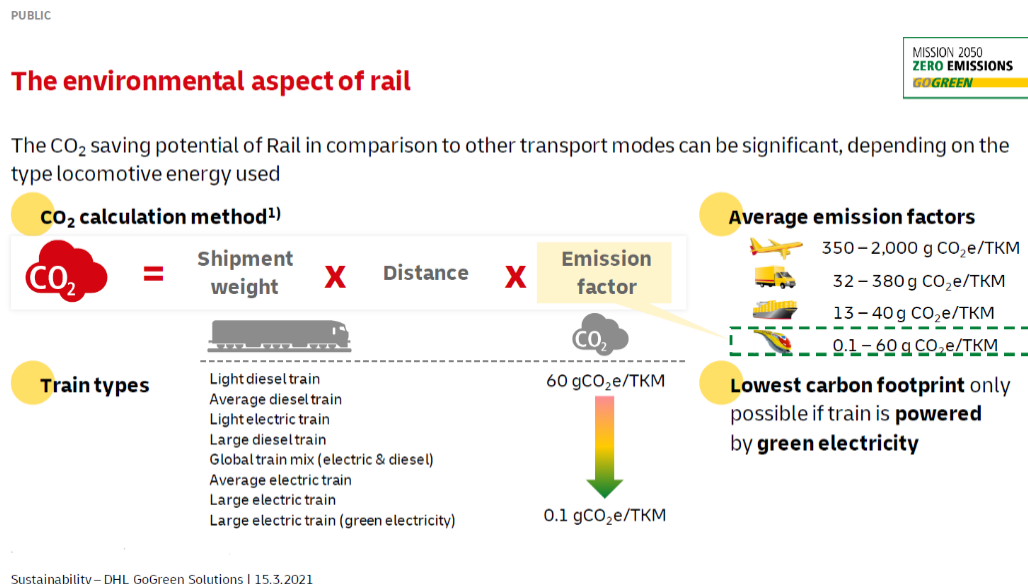 PUBLIC
MISSION 2050
ZERO EMISSIONS
GOGREEN
The environmental aspect of rail
The CO₂ saving potential of Rail in comparison to other transport modes can be significant, depending on the
type locomotive energy used
CO₂ calculation method¹⁾
CO₂ = Shipment weight X Distance X Emission factor
CO₂
Train types
Light diesel train
Average diesel train
Light electric train
Large diesel train
Global train mix (electric & diesel)
Average electric train
Large electric train
Large electric train (green electricity)
60 gCO₂e/TKM
0.1 gCO₂e/TKM
Average emission factors
350 – 2,000 g CO₂e/TKM
32 – 380 g CO₂e/TKM
13 – 40 g CO₂e/TKM
0.1 – 60 g CO₂e/TKM
Lowest carbon footprint only
possible if train is powered
by green electricity
Sustainability – DHL GoGreen Solutions | 15.3.2021